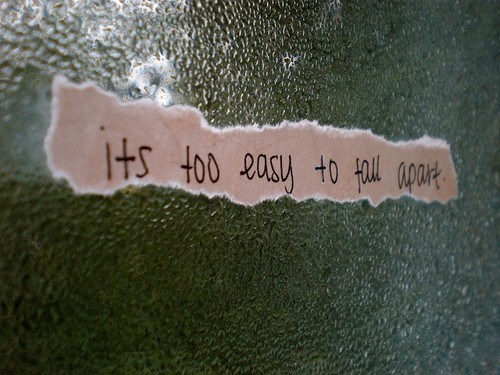 its too easy to fall apart.